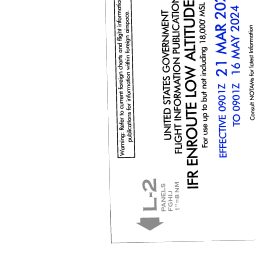 Warning: Refer to current foreign charts and flight information
publications for information within foreign airspace.
UNITED STATES GOVERNMENT
FLIGHT INFORMATION PUBLICATION
IFR ENROUTE LOW ALTITUDE
For use up to but not including 18,000' MSL
EFFECTIVE 0901Z 21 MAR 202
TO 0901Z 16 MAY 2024
Consult NOTAMs for latest information
L-2
PANELS
FGHIJ
1"=8 NM